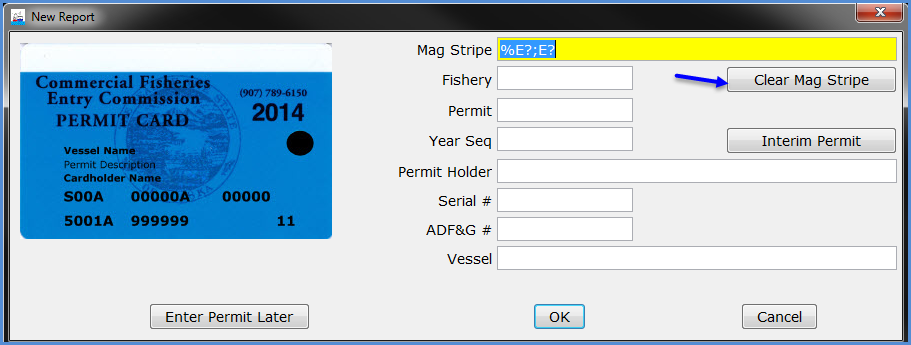 New Report
Commercial Fisheries
Entry Commission
(907) 789-6150
PERMIT CARD
2014
Vessel Name
Permit Description
Cardholder Name
S00A 00000A 00000
5001A 999999 11
Mag Stripe %E?;E?
Fishery
Clear Mag Stripe
Permit
Year Seq
Interim Permit
Permit Holder
Serial #
ADF&G #
Vessel
Enter Permit Later
OK
Cancel